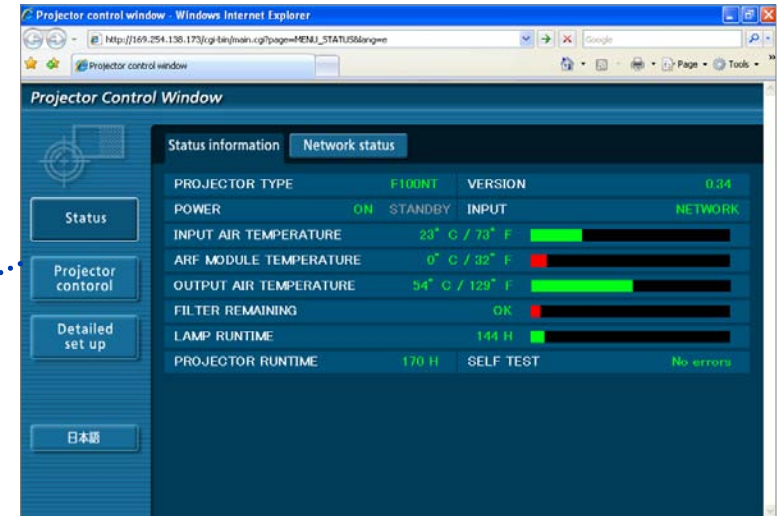 Projector control window - Windows Internet Explorer
http://169.254.138.173/cgi-bin/main.cgi?page=MENU_STATUS&lang=e
Google
Projector control window
Page
Tools
Projector Control Window
Status information
Network status
PROJECTOR TYPE F100NT VERSION 0.34
POWER ON STANDBY INPUT NETWORK
INPUT AIR TEMPERATURE 23° C / 73° F
ARF MODULE TEMPERATURE 0° C / 32° F
OUTPUT AIR TEMPERATURE 54° C / 129° F
FILTER REMAINING OK
LAMP RUNTIME 144 H
PROJECTOR RUNTIME 170 H SELF TEST No errors
Status
Projector
contorol
Detailed
set up
日本語